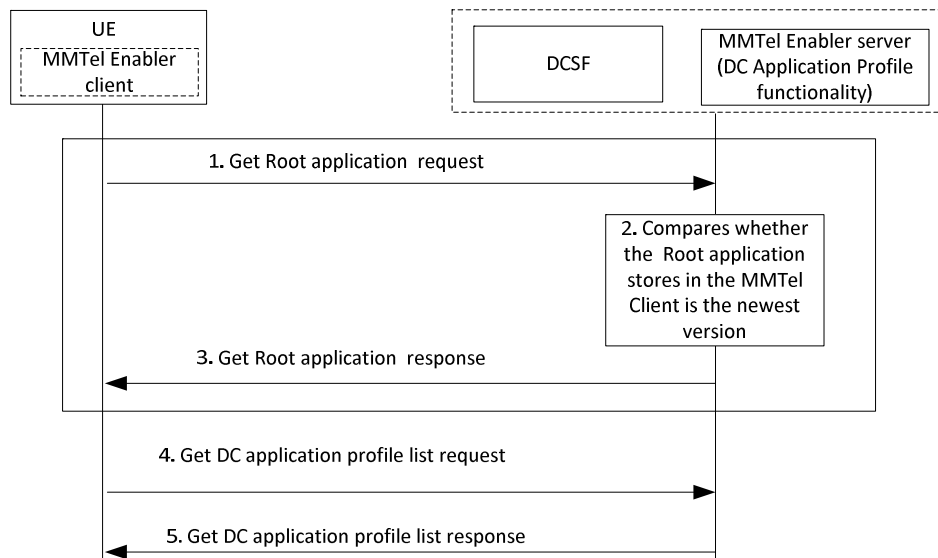 UE
MMTel Enabler
client
DCSF
MMTel Enabler server
(DC Application Profile
functionality)
1. Get Root application request
2. Compares whether
the Root application
stores in the MMTel
Client is the newest
version
3. Get Root application response
4. Get DC application profile list request
5. Get DC application profile list response